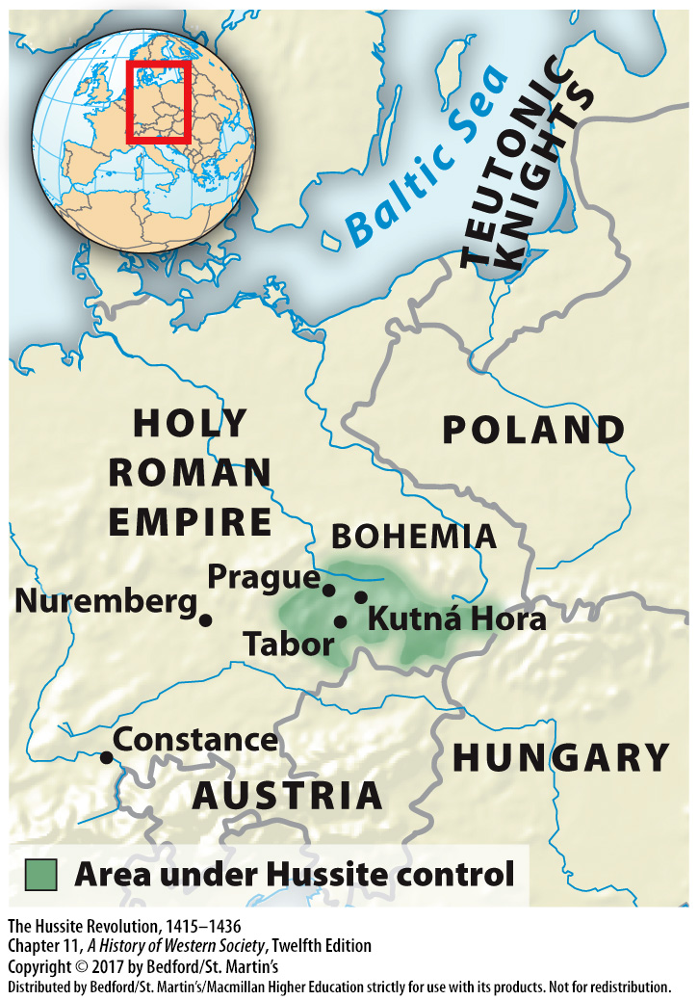 Baltic Sea
TEUTONIC
KNIGHTS
HOLY
ROMAN
EMPIRE
POLAND
BOHEMIA
Prague
Nuremberg
Kutná Hora
Tabor
Constance
HUNGARY
AUSTRIA
Area under Hussite control
The Hussite Revolution, 1415–1436
Chapter 11, A History of Western Society, Twelfth Edition
Copyright © 2017 by Bedford/St. Martin's
Distributed by Bedford/St. Martin's/Macmillan Higher Education strictly for use with its products. Not for redistribution.